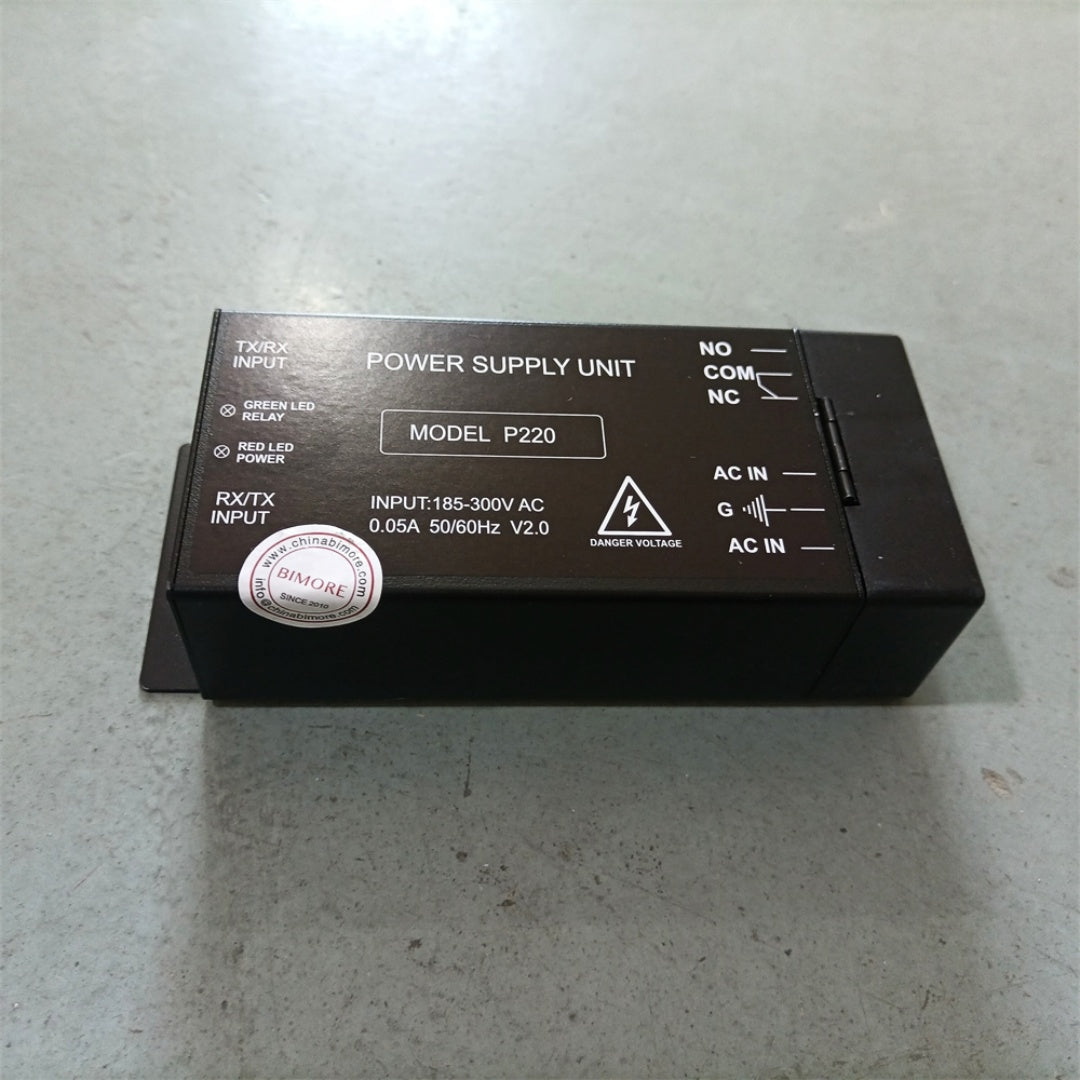 TX/RX
INPUT
GREEN LED
RELAY
RED LED
POWER
RX/TX
INPUT
POWER SUPPLY UNIT
MODEL P220
INPUT:185-300V AC
0.05A 50/60Hz V2.0
DANGER VOLTAGE
NO
COM
NC
AC IN
G
AC IN
www.chinabimore.com
BIMORE
SINCE 2010
info@chinabimore.com